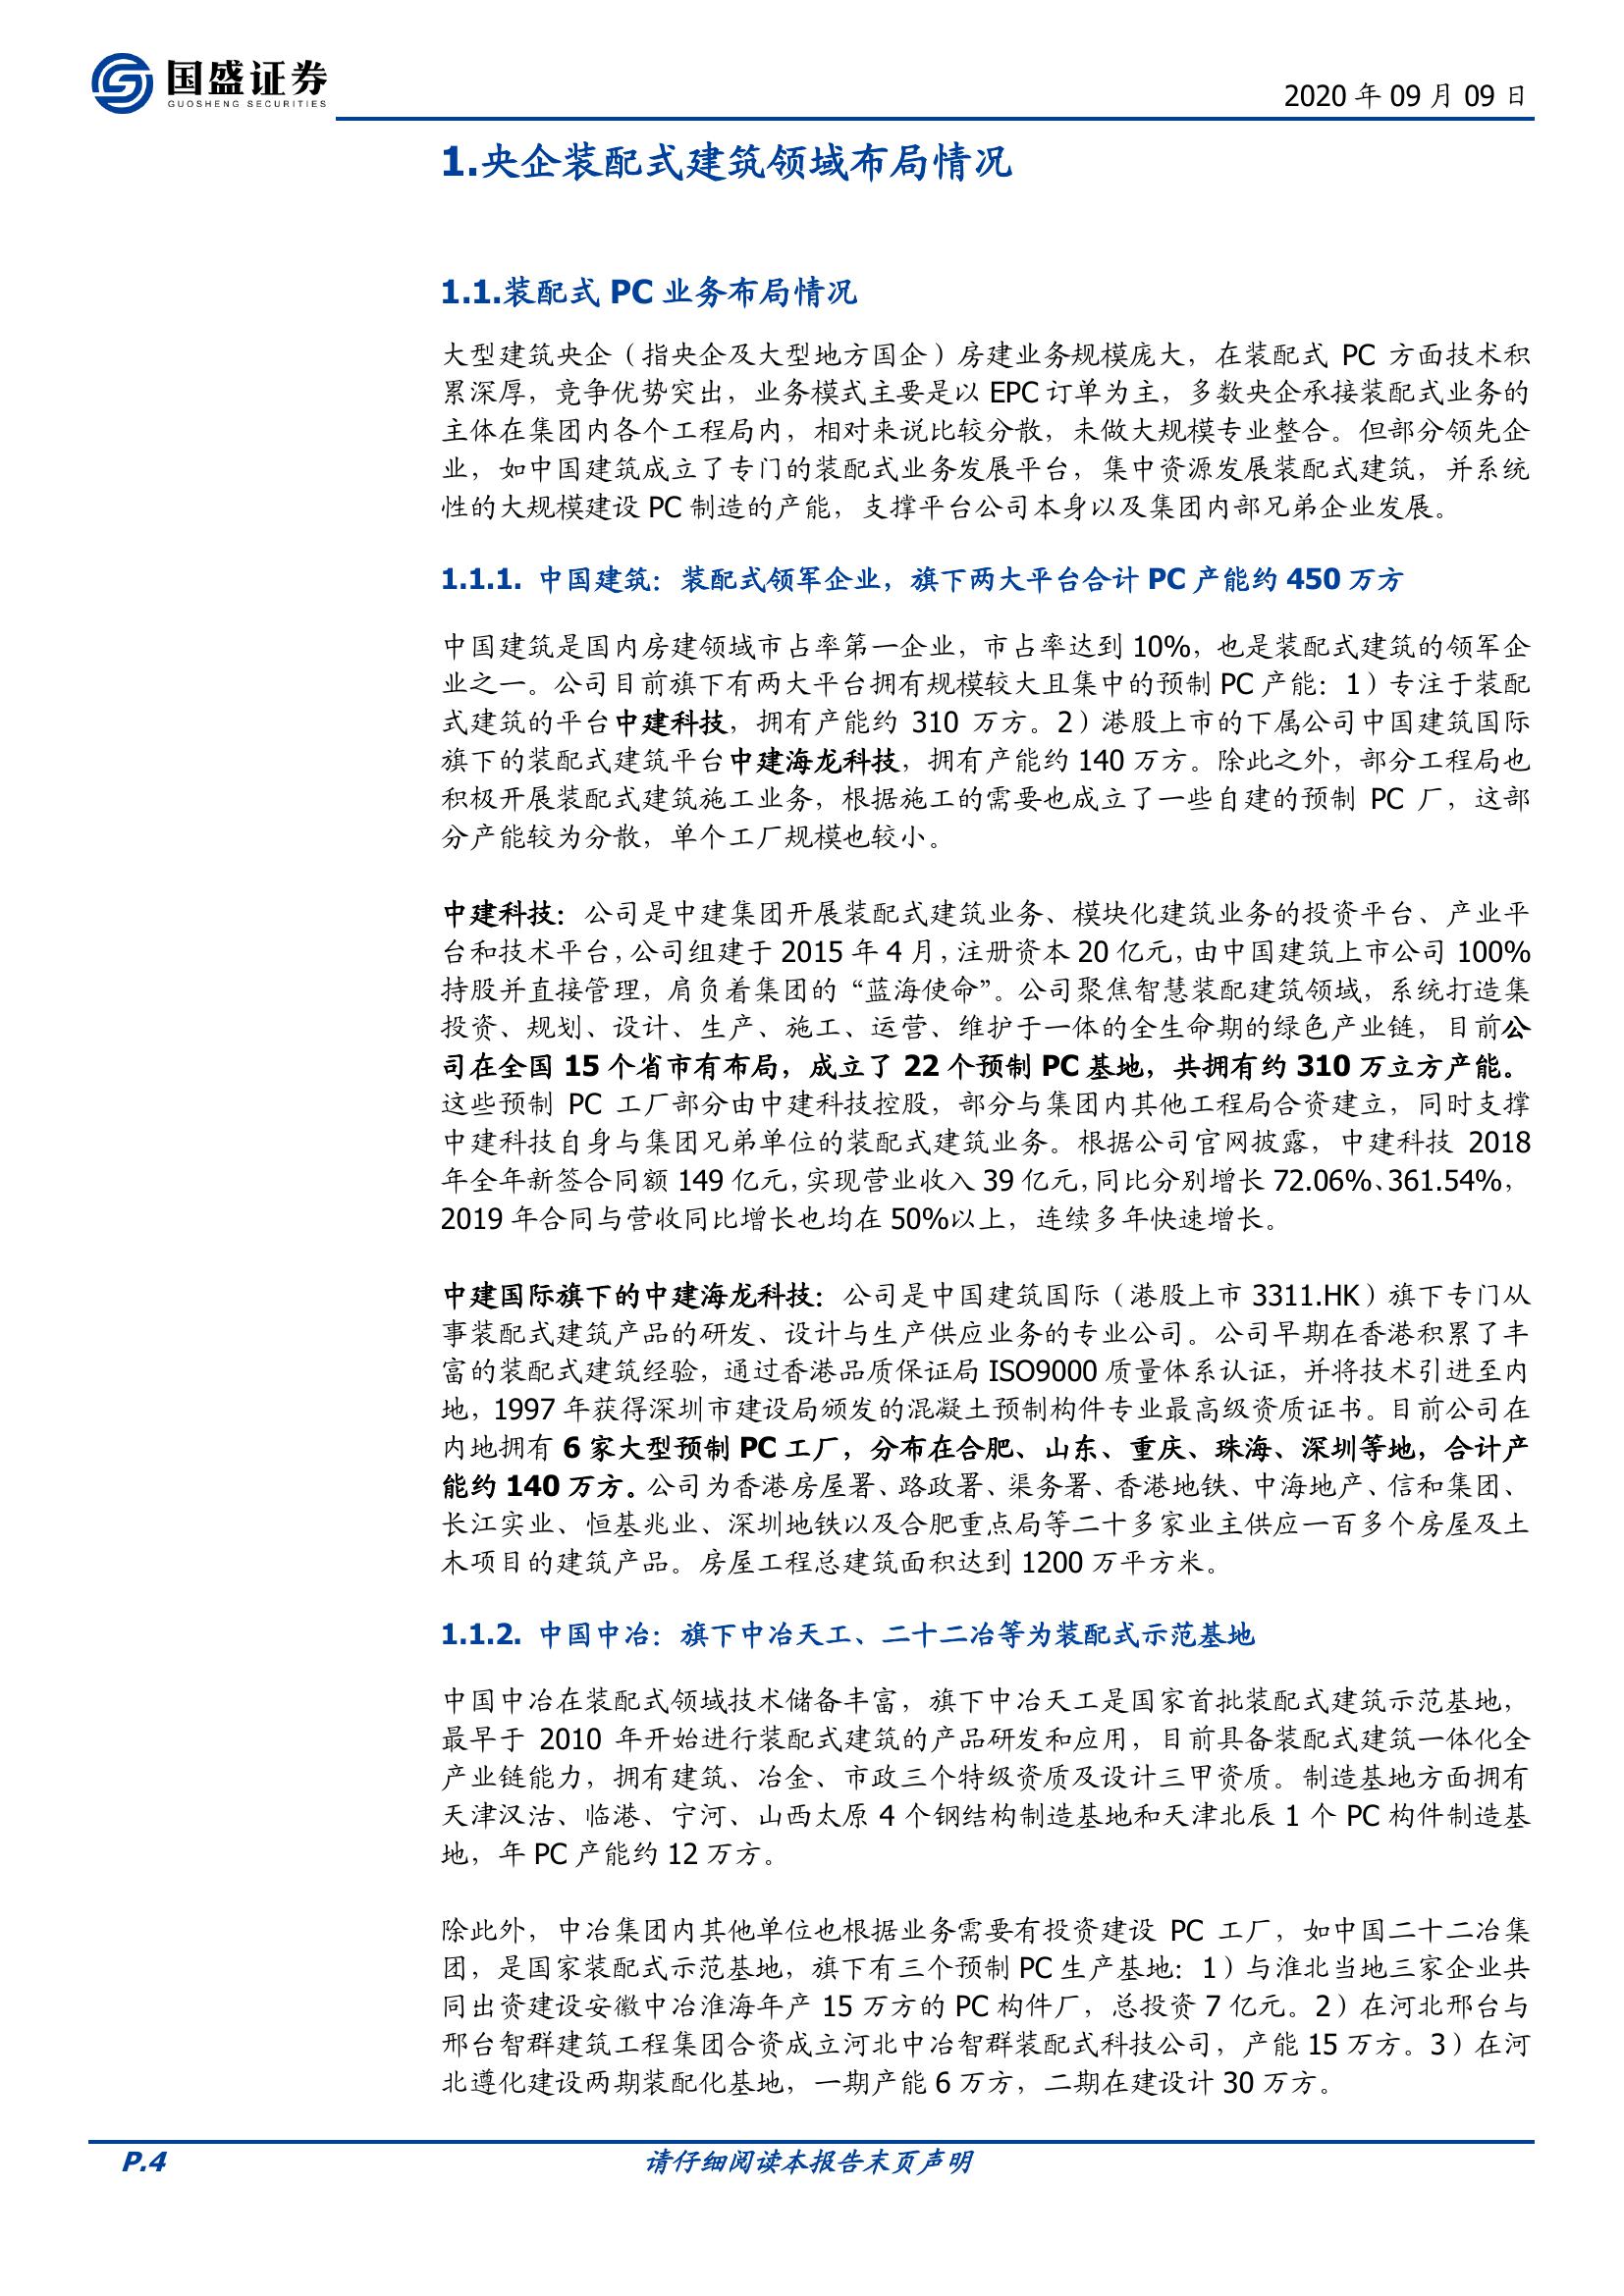 国盛证券
GUOSHENG SECURITIES
2020 年 09 月 09 日
1.央企装配式建筑领域布局情况
1.1.装配式 PC 业务布局情况
大型建筑央企（指央企及大型地方国企）房建业务规模庞大，在装配式 PC 方面技术积
累深厚，竞争优势突出，业务模式主要是以 EPC 订单为主，多数央企承接装配式业务的
主体在集团内各个工程局内，相对来说比较分散，未做大规模专业整合。但部分领先企
业，如中国建筑成立了专门的装配式业务发展平台，集中资源发展装配式建筑，并系统
性的大规模建设 PC 制造的产能，支撑平台公司本身以及集团内部兄弟企业发展。
1.1.1. 中国建筑：装配式领军企业，旗下两大平台合计 PC 产能约 450 万方
中国建筑是国内房建领域市占率第一企业，市占率达到 10%，也是装配式建筑的领军企
业之一。公司目前旗下有两大平台拥有规模较大且集中的预制 PC 产能：1）专注于装配
式建筑的平台中建科技，拥有产能约 310 万方。2）港股上市的下属公司中国建筑国际
旗下的装配式建筑平台中建海龙科技，拥有产能约 140 万方。除此之外，部分工程局也
积极开展装配式建筑施工业务，根据施工的需要也成立了一些自建的预制 PC 厂，这部
分产能较为分散，单个工厂规模也较小。
中建科技：公司是中建集团开展装配式建筑业务、模块化建筑业务的投资平台、产业平
台和技术平台，公司组建于 2015 年 4 月，注册资本 20 亿元，由中国建筑上市公司 100%
持股并直接管理，肩负着集团的“蓝海使命”。公司聚焦智慧装配建筑领域，系统打造集
投资、规划、设计、生产、施工、运营、维护于一体的全生命期的绿色产业链，目前公
司在全国 15 个省市有布局，成立了 22 个预制 PC 基地，共拥有约 310 万立方产能。
这些预制 PC 工厂部分由中建科技控股，部分与集团内其他工程局合资建立，同时支撑
中建科技自身与集团兄弟单位的装配式建筑业务。根据公司官网披露，中建科技 2018
年全年新签合同额 149 亿元，实现营业收入 39 亿元，同比分别增长 72.06%、361.54%，
2019 年合同与营收同比增长也均在 50%以上，连续多年快速增长。
中建国际旗下的中建海龙科技：公司是中国建筑国际（港股上市 3311.HK）旗下专门从
事装配式建筑产品的研发、设计与生产供应业务的专业公司。公司早期在香港积累了丰
富的装配式建筑经验，通过香港品质保证局 ISO9000 质量体系认证，并将技术引进至内
地，1997 年获得深圳市建设局颁发的混凝土预制构件专业最高级资质证书。目前公司在
内地拥有 6 家大型预制 PC 工厂，分布在合肥、山东、重庆、珠海、深圳等地，合计产
能约 140 万方。公司为香港房屋署、路政署、渠务署、香港地铁、中海地产、信和集团、
长江实业、恒基兆业、深圳地铁以及合肥重点局等二十多家业主供应一百多个房屋及土
木项目的建筑产品。房屋工程总建筑面积达到 1200 万平方米。
1.1.2. 中国中冶：旗下中冶天工、二十二冶等为装配式示范基地
中国中冶在装配式领域技术储备丰富，旗下中冶天工是国家首批装配式建筑示范基地，
最早于 2010 年开始进行装配式建筑的产品研发和应用，目前具备装配式建筑一体化全
产业链能力，拥有建筑、冶金、市政三个特级资质及设计三甲资质。制造基地方面拥有
天津汉沽、临港、宁河、山西太原 4 个钢结构制造基地和天津北辰 1 个 PC 构件制造基
地，年 PC 产能约 12 万方。
除此外，中冶集团内其他单位也根据业务需要有投资建设 PC 工厂，如中国二十二冶集
团，是国家装配式示范基地，旗下有三个预制 PC 生产基地：1）与淮北当地三家企业共
同出资建设安徽中冶淮海年产 15 万方的 PC 构件厂，总投资 7 亿元。2）在河北邢台与
邢台智群建筑工程集团合资成立河北中冶智群装配式科技公司，产能 15 万方。3）在河
北遵化建设两期装配化基地，一期产能 6 万方，二期在建设计 30 万方。
P.4
请仔细阅读本报告末页声明